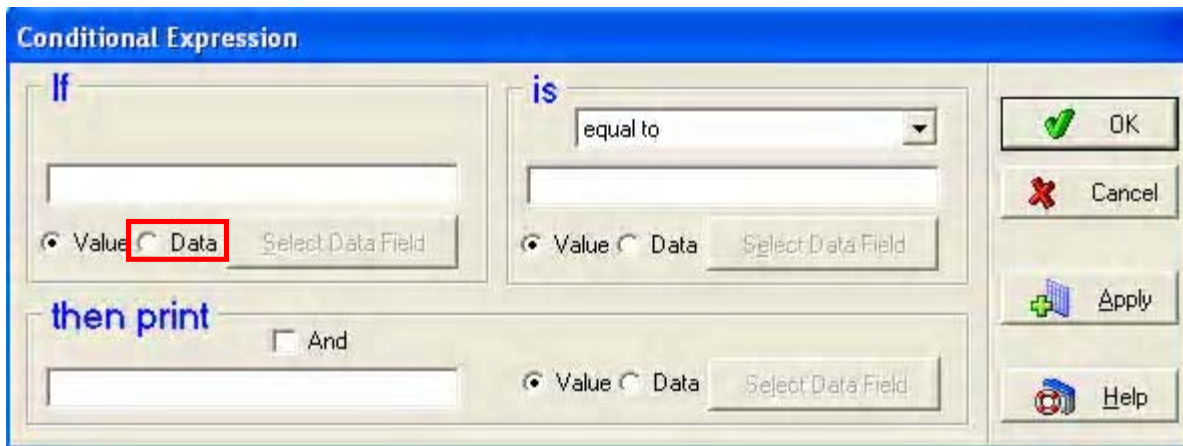 Conditional Expression
If
Value Data Select Data Field
is
equal to
Value Data Select Data Field
then print
And
Value Data Select Data Field
OK
Cancel
Apply
Help